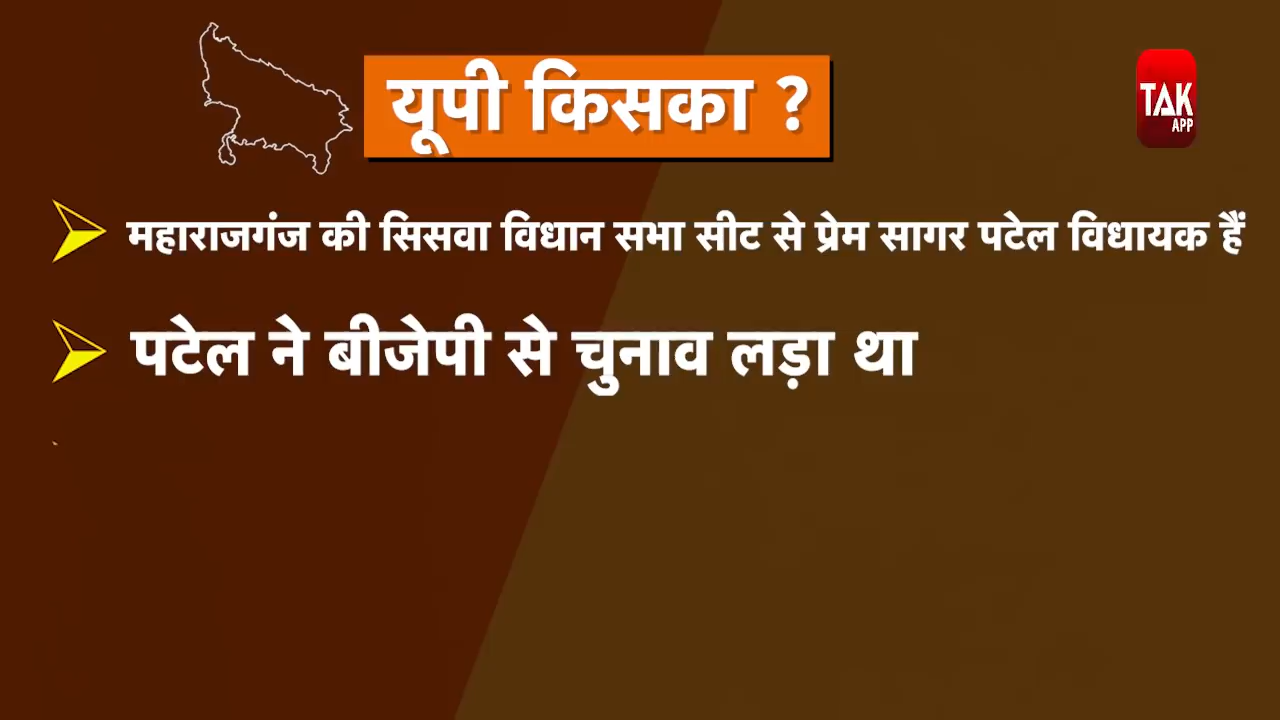 यूपी किसका ?
TAK
APP
महाराजगंज की सिसवा विधान सभा सीट से प्रेम सागर पटेल विधायक हैं
पटेल ने बीजेपी से चुनाव लड़ा था